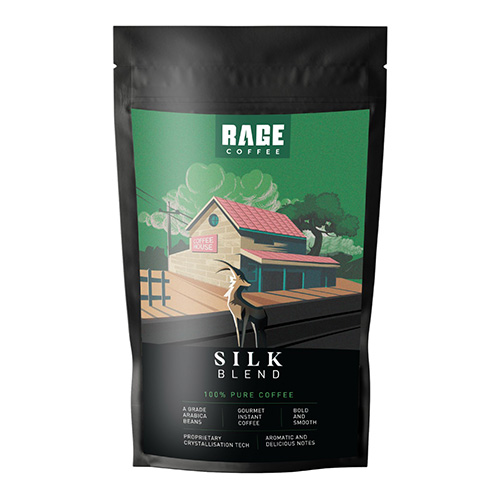 RAGE
COFFEE
COFFEE
HOUSE
SILK
BLEND
100% PURE COFFEE
A GRADE
ARABICA
BEANS
GOURMET
INSTANT
COFFEE
BOLD
AND
SMOOTH
PROPRIETARY
CRYSTALLISATION TECH
AROMATIC AND
DELICIOUS NOTES